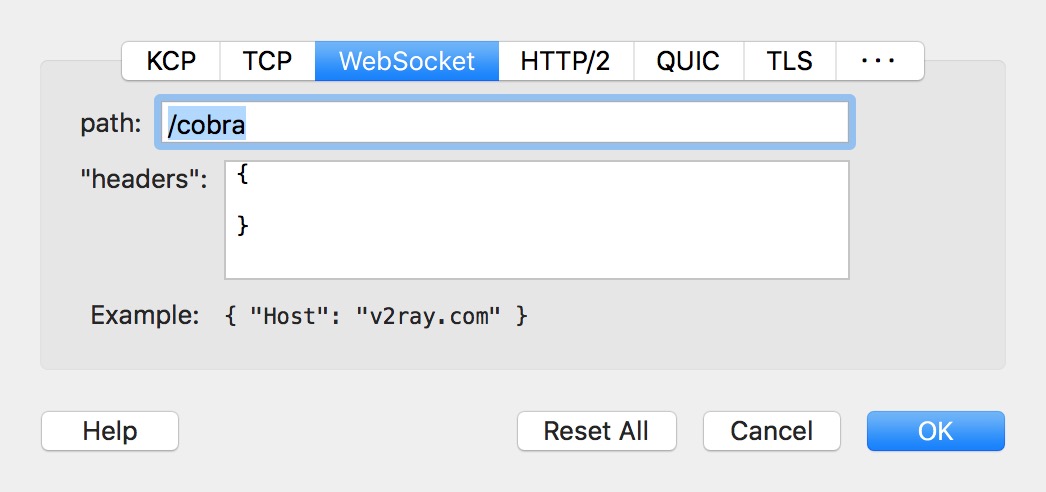 KCP TCP WebSocket HTTP/2 QUIC TLS ···
path: /cobra
"headers": {
}
Example: { "Host": "v2ray.com" }
Help Reset All Cancel OK